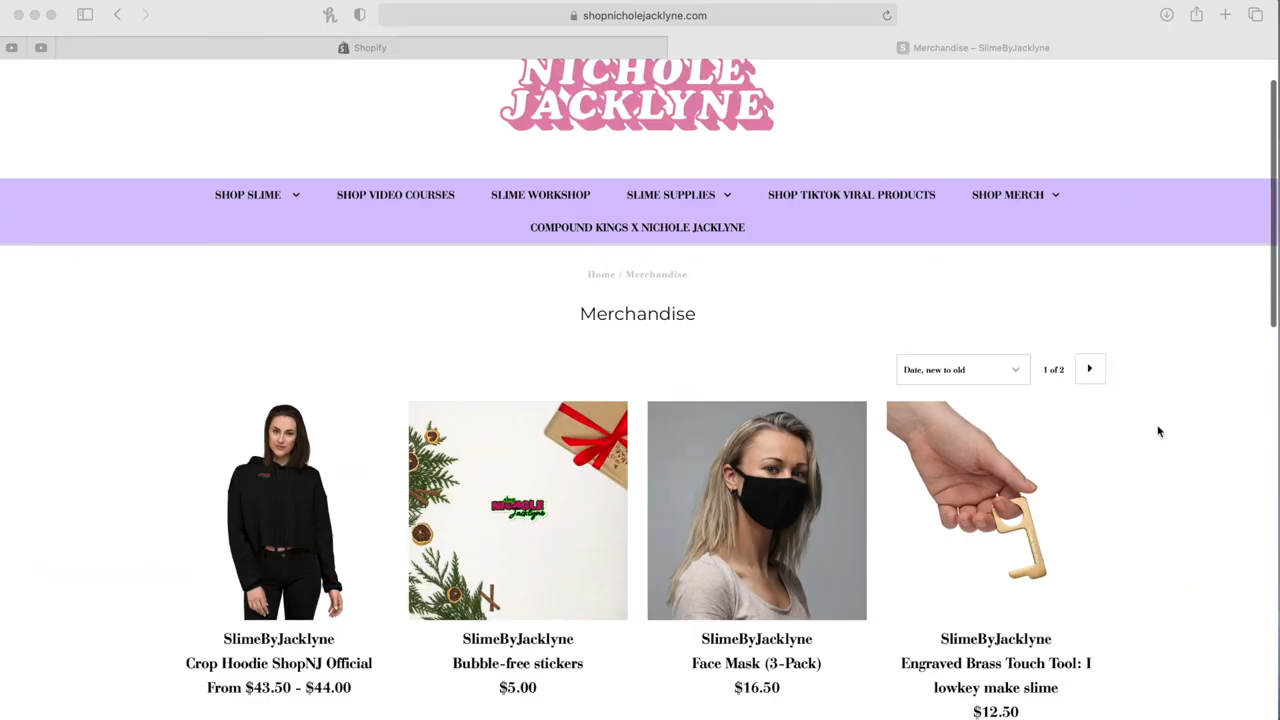 shopnicholejacklyne.com
Shopify
Merchandise – SlimeByJacklyne
NICHOLE
JACKLYNE
SHOP SLIME
SHOP VIDEO COURSES
SLIME WORKSHOP
SLIME SUPPLIES
SHOP TIKTOK VIRAL PRODUCTS
SHOP MERCH
COMPOUND KINGS X NICHOLE JACKLYNE
Home / Merchandise
Merchandise
Date, new to old
1 of 2
NICHOLE
Jacklyne
SlimeByJacklyne
Crop Hoodie ShopNJ Official
From $43.50 - $44.00
SlimeByJacklyne
Bubble-free stickers
$5.00
SlimeByJacklyne
Face Mask (3-Pack)
$16.50
SlimeByJacklyne
Engraved Brass Touch Tool: I
lowkey make slime
$12.50